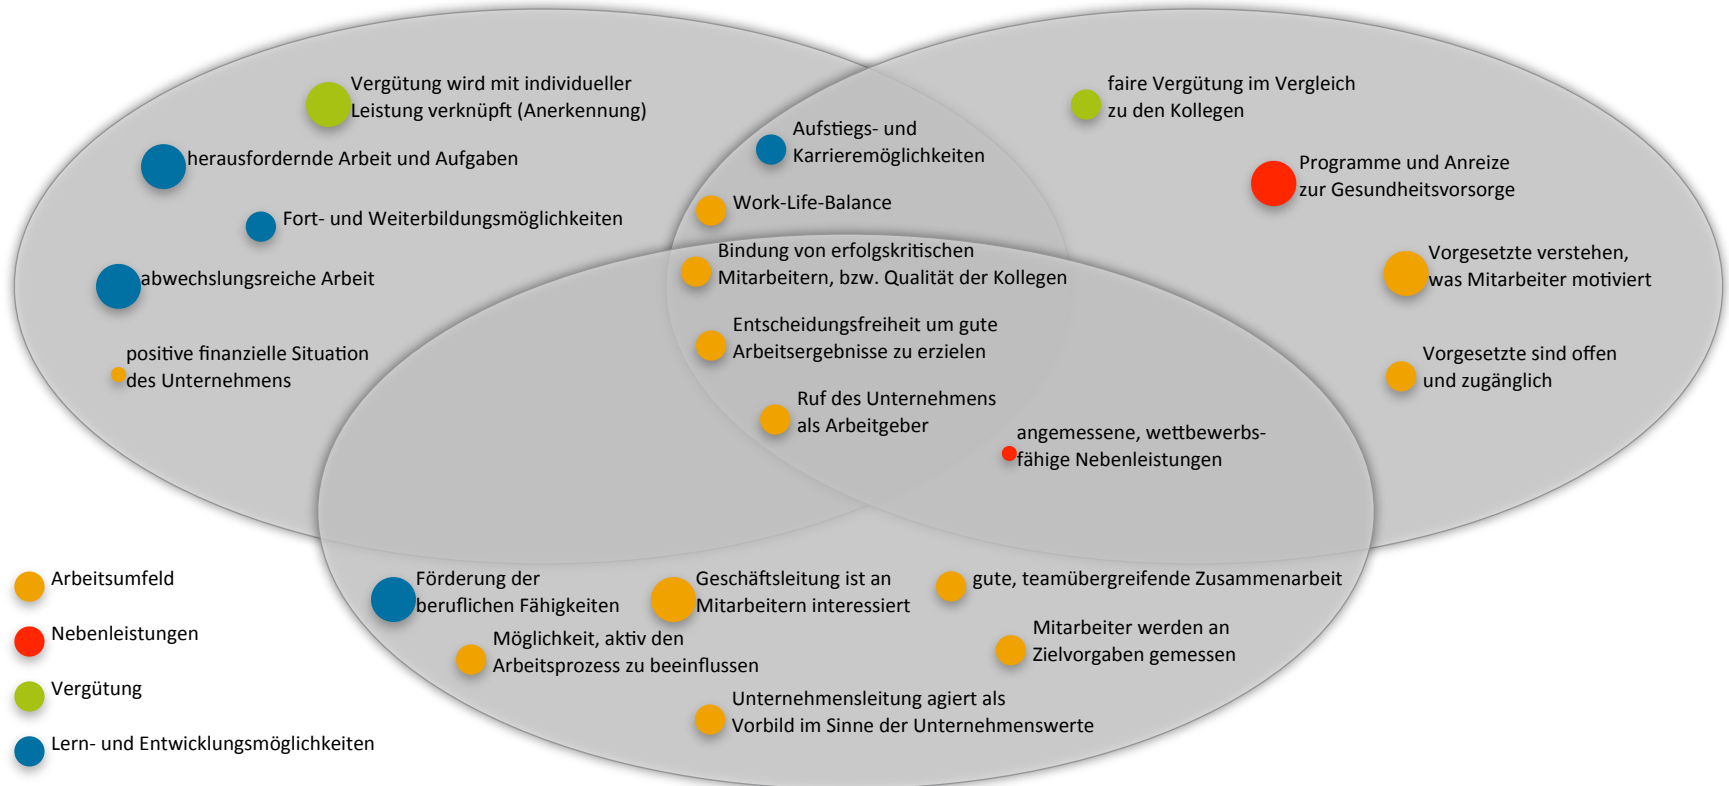 Vergütung wird mit individueller
Leistung verknüpft (Anerkennung)
herausfordernde Arbeit und Aufgaben
Fort- und Weiterbildungsmöglichkeiten
abwechslungsreiche Arbeit
positive finanzielle Situation
des Unternehmens
Aufstiegs- und
Karrieremöglichkeiten
Work-Life-Balance
Bindung von erfolgskritischen
Mitarbeitern, bzw. Qualität der Kollegen
Entscheidungsfreiheit um gute
Arbeitsergebnisse zu erzielen
Ruf des Unternehmens
als Arbeitgeber
faire Vergütung im Vergleich
zu den Kollegen
Programme und Anreize
zur Gesundheitsvorsorge
Vorgesetzte verstehen,
was Mitarbeiter motiviert
Vorgesetzte sind offen
und zugänglich
angemessene, wettbewerbs-
fähige Nebenleistungen
Förderung der
beruflichen Fähigkeiten
Geschäftsleitung ist an
Mitarbeitern interessiert
gute, teamübergreifende Zusammenarbeit
Möglichkeit, aktiv den
Arbeitsprozess zu beeinflussen
Mitarbeiter werden an
Zielvorgaben gemessen
Unternehmensleitung agiert als
Vorbild im Sinne der Unternehmenswerte
Arbeitsumfeld
Nebenleistungen
Vergütung
Lern- und Entwicklungsmöglichkeiten